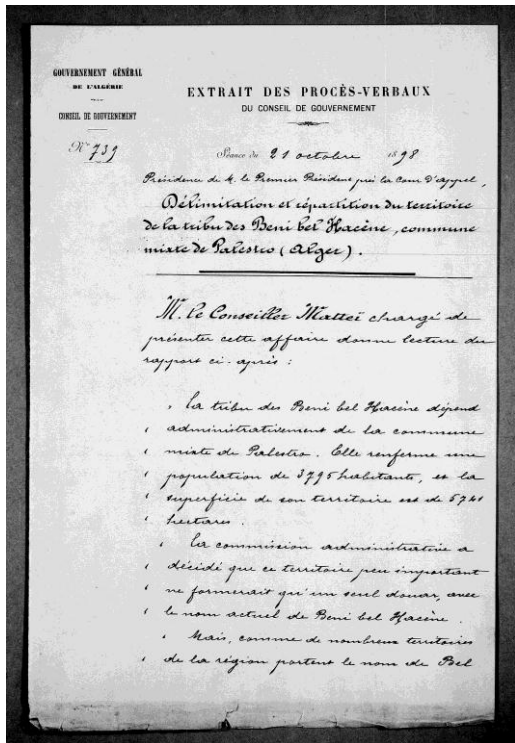 GOUVERNEMENT GÉNÉRAL
DE L'ALGÉRIE
CONSEIL DE GOUVERNEMENT
N° 739
EXTRAIT DES PROCÈS-VERBAUX
DU CONSEIL DE GOUVERNEMENT
Séance du 21 octobre 1898
Présidence de M. le Premier Président près la Cour d'appel,
Délimitation et répartition du territoire
de la tribu des Beni bel Hacène, commune
mixte de Palestro (Alger).
M. le Conseiller Matteï chargé de
présenter cette affaire donne lecture du
rapport ci-après :
" La tribu des Beni bel Hacène dépend
" administrativement de la commune
" mixte de Palestro. Elle renferme une
" population de 3795 habitants, et la
" superficie de son territoire est de 5741
" hectares.
" La commission administrative a
" décidé que ce territoire peu important
" ne formerait qu'un seul douar, avec
" le nom actuel de Beni bel Hacène.
" Mais, comme de nombreux territoires
" de la région portent le nom de Bel